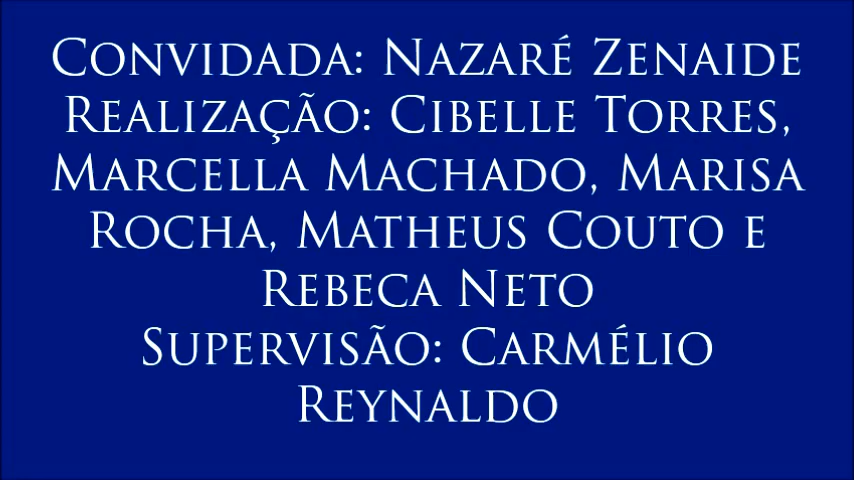 Convidada: Nazaré Zenaide
Realização: Cibelle Torres,
Marcella Machado, Marisa
Rocha, Matheus Couto e
Rebeca Neto
Supervisão: Carmélio
Reynaldo